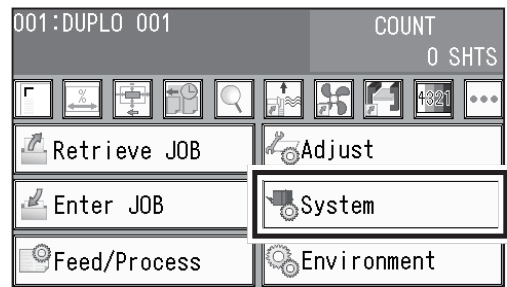 001:DUPLO 001
COUNT
0 SHTS
%
4321
Retrieve JOB
Adjust
Enter JOB
System
Feed/Process
Environment